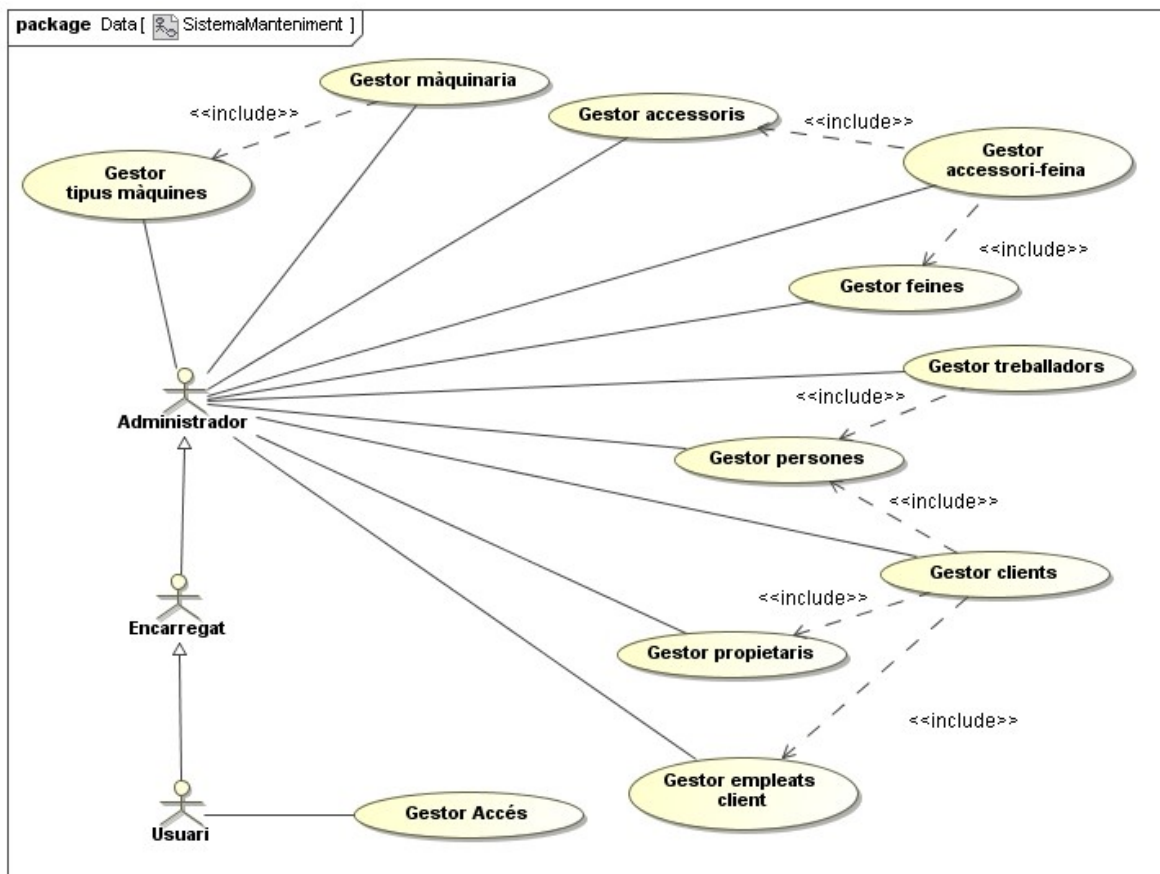 package Data [ SistemaManteniment ]
Gestor màquinaria
<<include>>
Gestor
tipus màquines
Gestor accessoris
<<include>>
Gestor
accessori-feina
<<include>>
Gestor feines
Gestor treballadors
<<include>>
Administrador
Gestor persones
<<include>>
Gestor clients
<<include>>
Encarregat
Gestor propietaris
<<include>>
Gestor empleats
client
Gestor Accés
Usuari